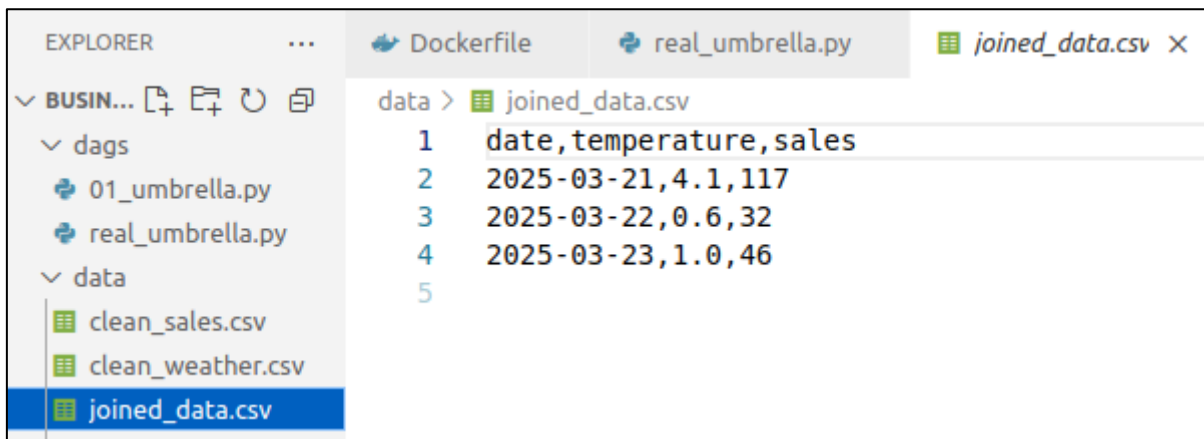 EXPLORER
BUSIN...
dags
01_umbrella.py
real_umbrella.py
data
clean_sales.csv
clean_weather.csv
joined_data.csv
Dockerfile
real_umbrella.py
joined_data.csv
data > joined_data.csv
1 date,temperature,sales
2 2025-03-21,4.1,117
3 2025-03-22,0.6,32
4 2025-03-23,1.0,46
5